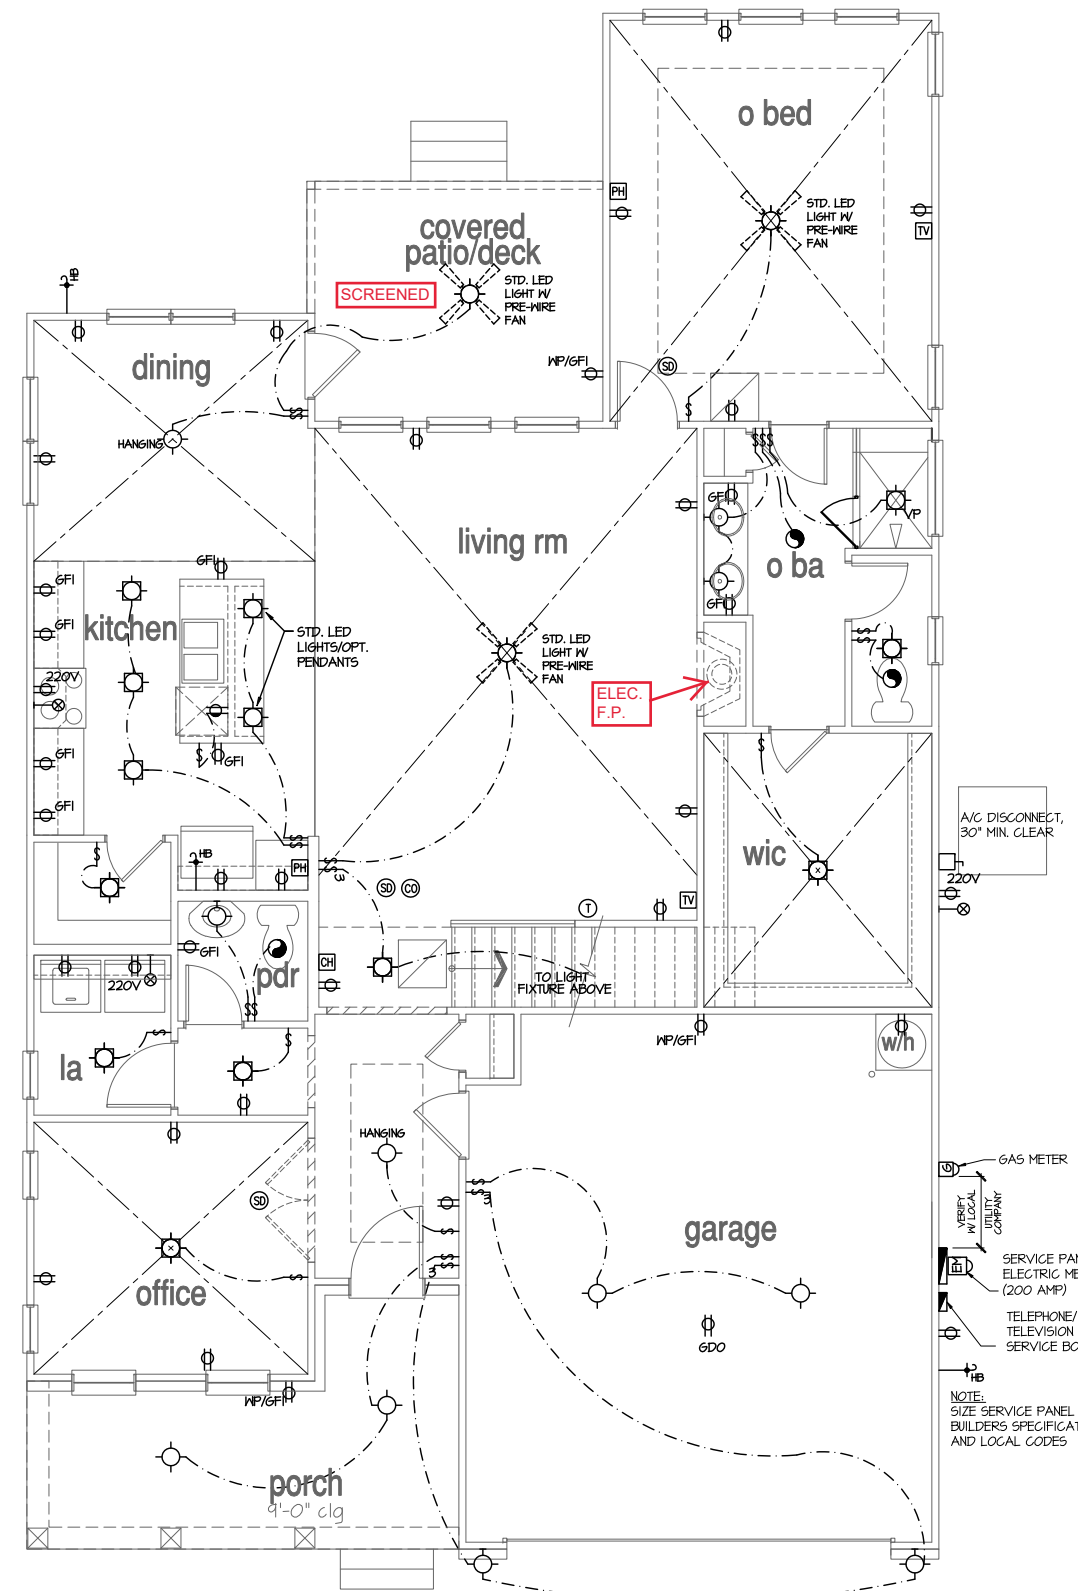 o bed
PH
STD. LED
LIGHT W/
PRE-WIRE
FAN
TV
covered
patio/deck
SCREENED
STD. LED
LIGHT W/
PRE-WIRE
FAN
HB
dining
WP/GFI
SD
HANGING
living rm
GFI
VP
o ba
GFI
GFI
GFI
GFI
kitchen
STD. LED
LIGHTS/OPT.
PENDANTS
STD. LED
LIGHT W/
PRE-WIRE
FAN
220V
ELEC.
F.P.
GFI
GFI
GFI
A/C DISCONNECT,
30" MIN. CLEAR
HB
PH
wic
220V
SD
CO
TV
T
GFI
pdr
CH
220V
TO LIGHT
FIXTURE ABOVE
WP/GFI
w/h
la
HANGING
GAS METER
G
VERIFY
W/ LOCAL
UTILITY
COMPANY
SD
garage
office
EM
SERVICE PAN
ELECTRIC ME
(200 AMP)
TELEPHONE/
TELEVISION
SERVICE BO
GDO
HB
WP/GFI
NOTE:
SIZE SERVICE PANEL
BUILDERS SPECIFICAT
AND LOCAL CODES
porch
9'-0" clg